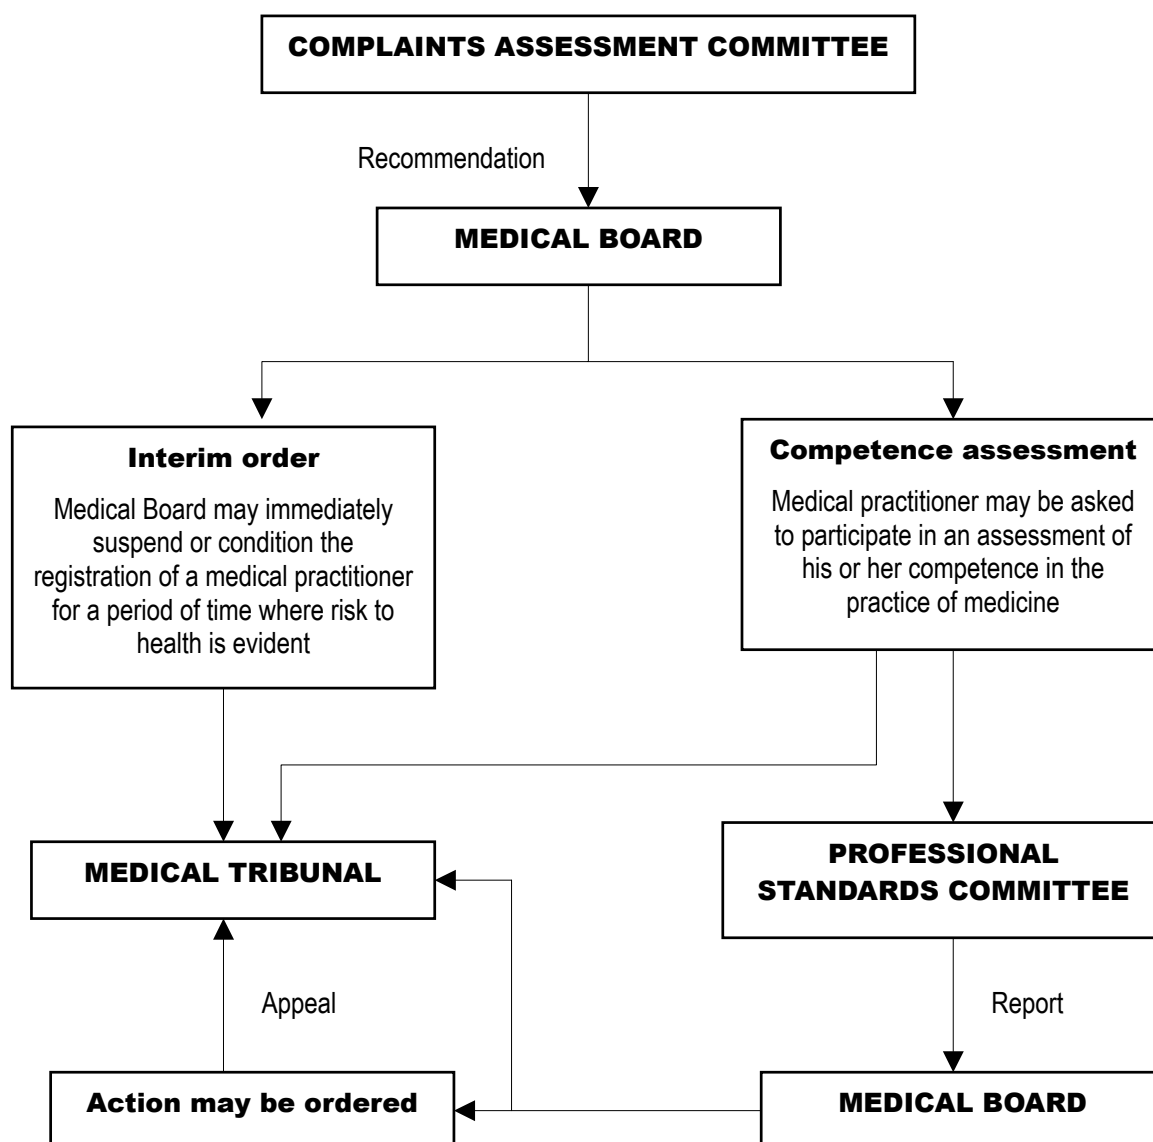 COMPLAINTS ASSESSMENT COMMITTEE
Recommendation
MEDICAL BOARD
Interim order
Medical Board may immediately
suspend or condition the
registration of a medical practitioner
for a period of time where risk to
health is evident
Competence assessment
Medical practitioner may be asked
to participate in an assessment of
his or her competence in the
practice of medicine
MEDICAL TRIBUNAL
PROFESSIONAL
STANDARDS COMMITTEE
Appeal
Report
Action may be ordered
MEDICAL BOARD